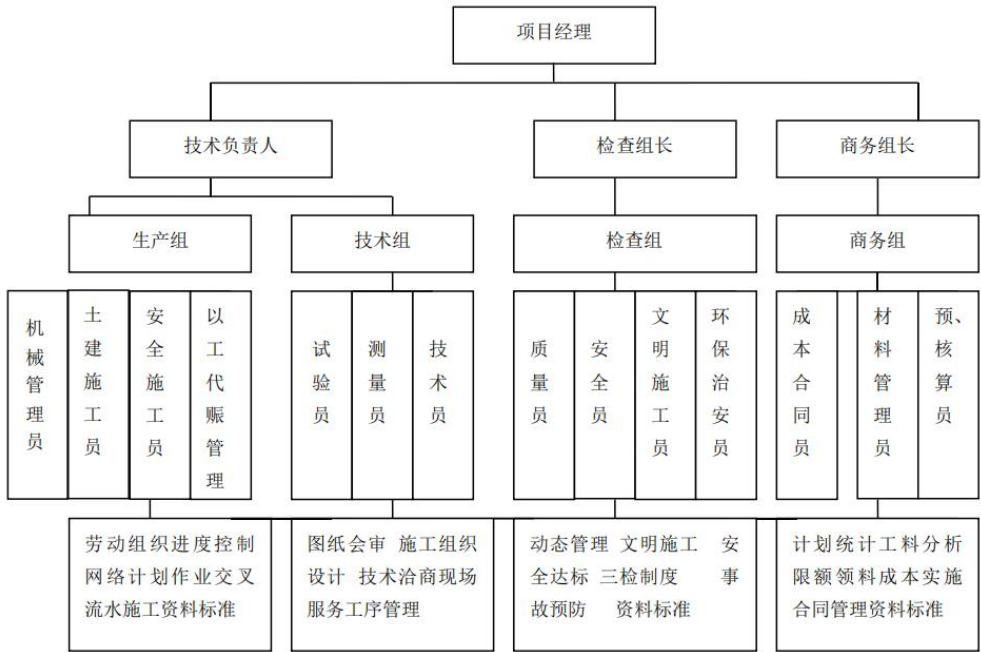 项目经理
技术负责人
检查组长
商务组长
生产组
技术组
检查组
商务组
机械管理员
土建施工员
安全施工员
以工代赈管理
试验员
测量员
技术员
质量员
安全员
文明施工员
环保治安员
成本合同员
材料管理员
预、核算员
劳动组织进度控制
网络计划作业交叉
流水施工资料标准
图纸会审 施工组织
设计 技术洽商现场
服务工序管理
动态管理 文明施工 安
全达标 三检制度 事
故预防 资料标准
计划统计工料分析
限额领料成本实施
合同管理资料标准